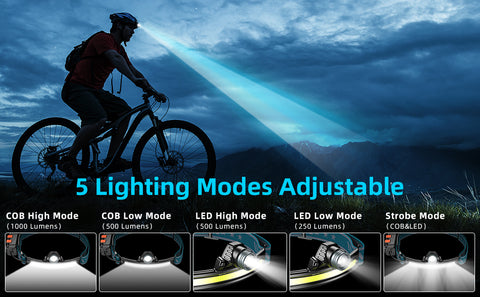 5 Lighting Modes Adjustable
COB High Mode
(1000 Lumens)
COB Low Mode
(500 Lumens)
LED High Mode
(500 Lumens)
LED Low Mode
(250 Lumens)
Strobe Mode
(COB&LED)